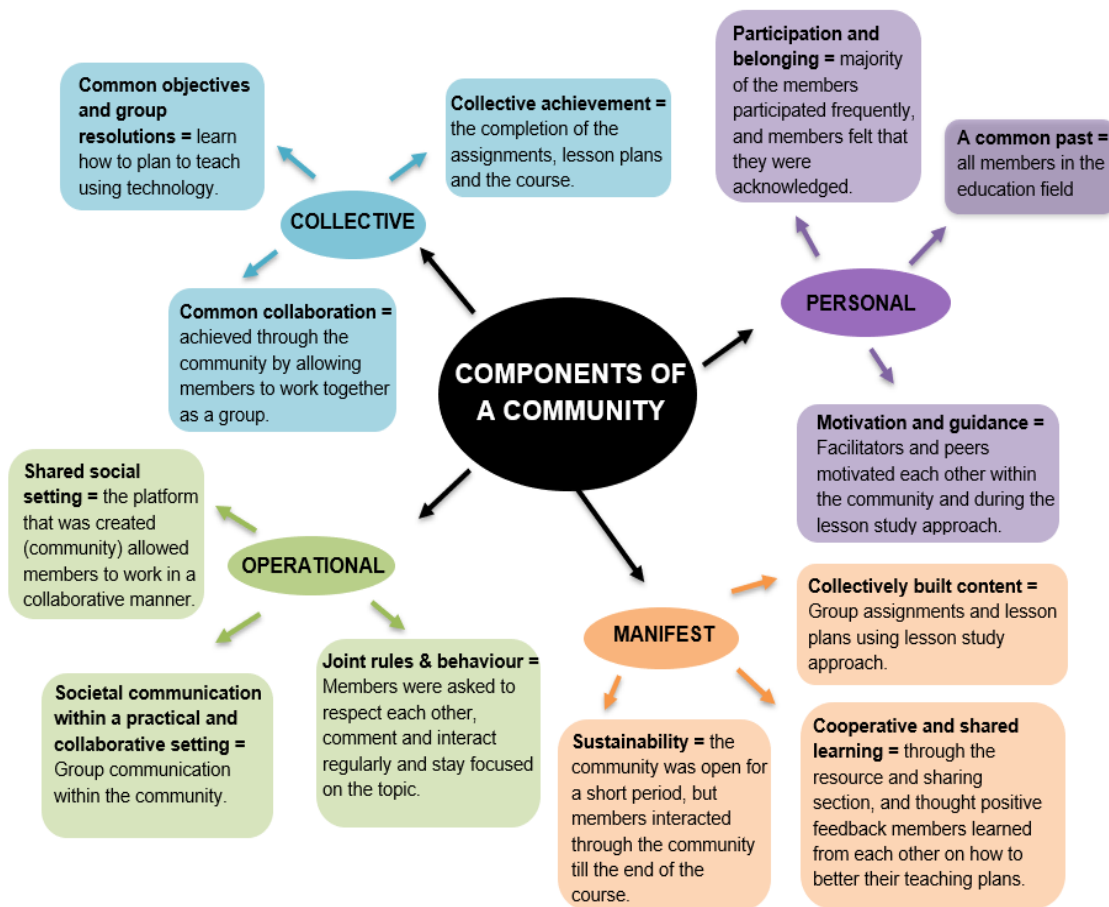 COMPONENTS OF
A COMMUNITY
COLLECTIVE
Common objectives
and group
resolutions = learn
how to plan to teach
using technology.
Collective achievement =
the completion of the
assignments, lesson plans
and the course.
Common collaboration =
achieved through the
community by allowing
members to work together
as a group.
PERSONAL
Participation and
belonging = majority
of the members
participated frequently,
and members felt that
they were
acknowledged.
A common past =
all members in the
education field
Motivation and guidance =
Facilitators and peers
motivated each other within
the community and during the
lesson study approach.
OPERATIONAL
Shared social
setting = the platform
that was created
(community) allowed
members to work in a
collaborative manner.
Societal communication
within a practical and
collaborative setting =
Group communication
within the community.
Joint rules & behaviour =
Members were asked to
respect each other,
comment and interact
regularly and stay focused
on the topic.
MANIFEST
Collectively built content =
Group assignments and lesson
plans using lesson study
approach.
Sustainability = the
community was open for
a short period, but
members interacted
through the community
till the end of the
course.
Cooperative and shared
learning = through the
resource and sharing
section, and thought positive
feedback members learned
from each other on how to
better their teaching plans.